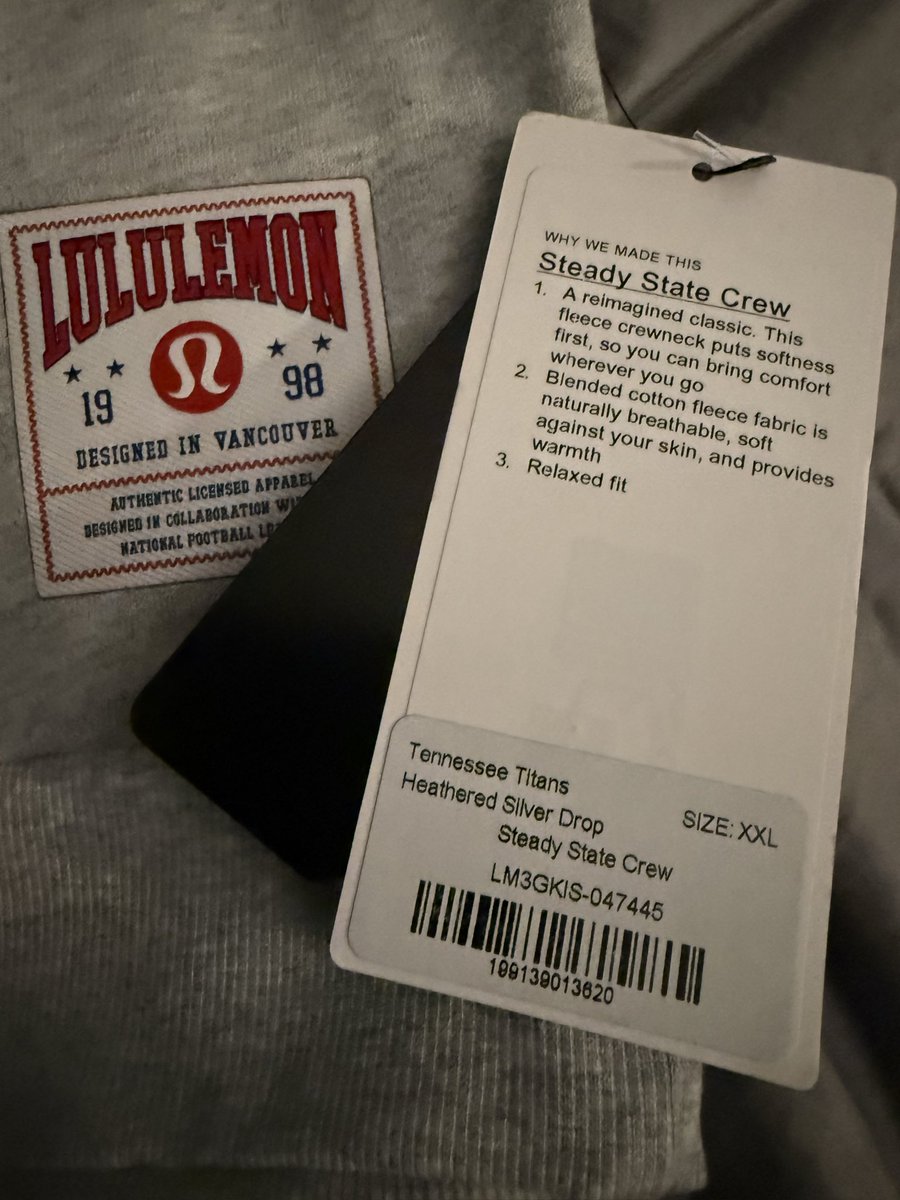 LULULEMON
19 98
DESIGNED IN VANCOUVER
AUTHENTIC LICENSED APPAREL
DESIGNED IN COLLABORATION
NATIONAL FOOTBALL
WHY WE MADE THIS
Steady State Crew
1. A reimagined classic. This
fleece crewneck puts softness
first, so you can bring comfort
wherever you go
2. Blended cotton fleece fabric is
naturally breathable, soft
against your skin, and provides
warmth
3. Relaxed fit
Tennessee Titans
Heathered Silver Drop
SIZE: XXL
Steady State Crew
LM3GKIS-047445
199139013620